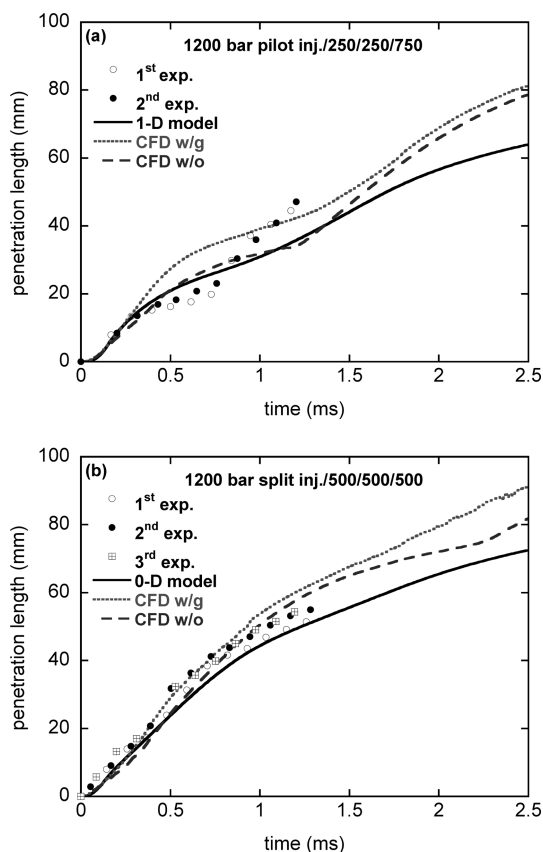 100
(a)
1200 bar pilot inj./250/250/750
80
1st exp.
2nd exp.
1-D model
60
CFD w/g
CFD w/o
40
20
0
penetration length (mm)
0 0.5 1 1.5 2 2.5
time (ms)
100
(b)
1200 bar split inj./500/500/500
80
1st exp.
2nd exp.
3rd exp.
60
0-D model
CFD w/g
CFD w/o
40
20
0
penetration length (mm)
0 0.5 1 1.5 2 2.5
time (ms)